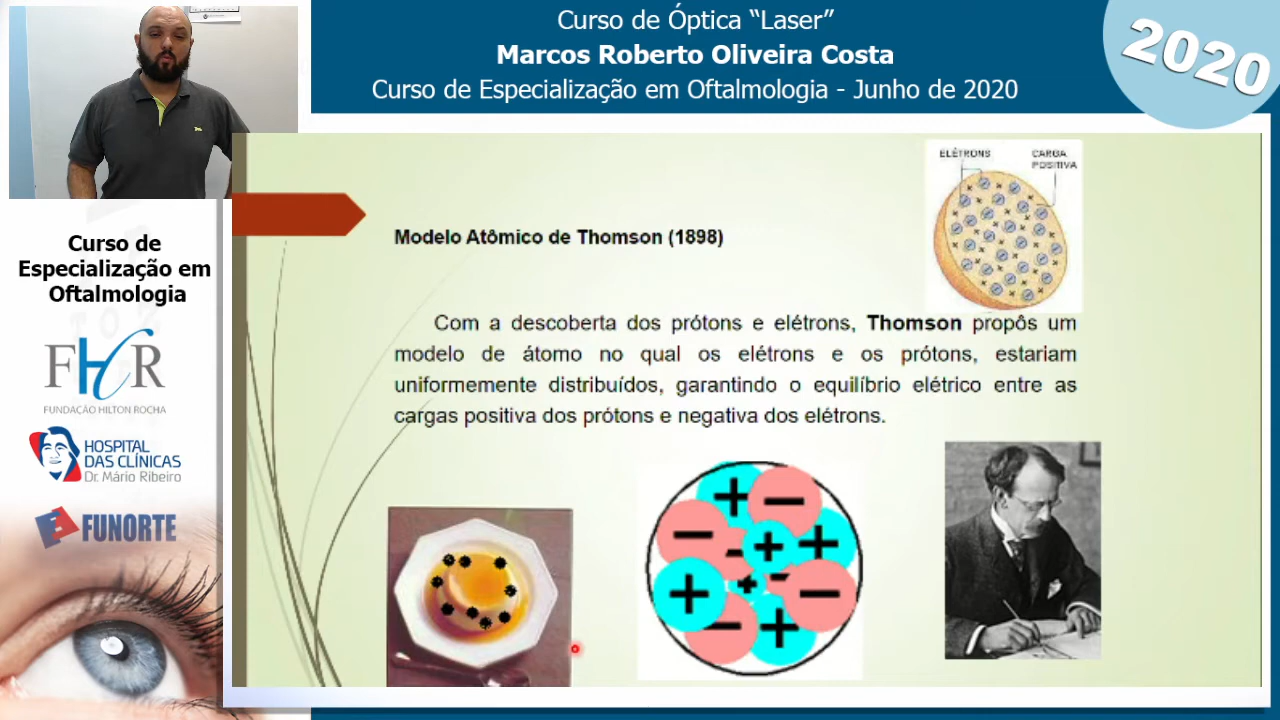 Curso de Óptica “Laser”
Marcos Roberto Oliveira Costa
Curso de Especialização em Oftalmologia - Junho de 2020
2020
ELÉTRONS
CARGA
POSITIVA
Modelo Atômico de Thomson (1898)
Com a descoberta dos prótons e elétrons, Thomson propôs um
modelo de átomo no qual os elétrons e os prótons, estariam
uniformemente distribuídos, garantindo o equilíbrio elétrico entre as
cargas positiva dos prótons e negativa dos elétrons.
Curso de
Especialização em
Oftalmologia
FHR
FUNDAÇÃO HILTON ROCHA
HOSPITAL
DAS CLÍNICAS
Dr. Mário Ribeiro
FUNORTE